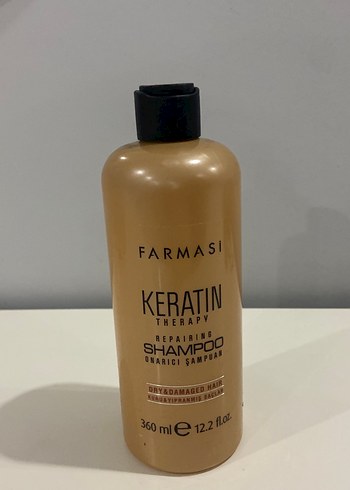 FARMASi
KERATIN
THERAPY
REPAIRING
SHAMPOO
ONARICI ŞAMPUAN
DRY&DAMAGED HAIR
360 ml e 12.2 fl.oz.